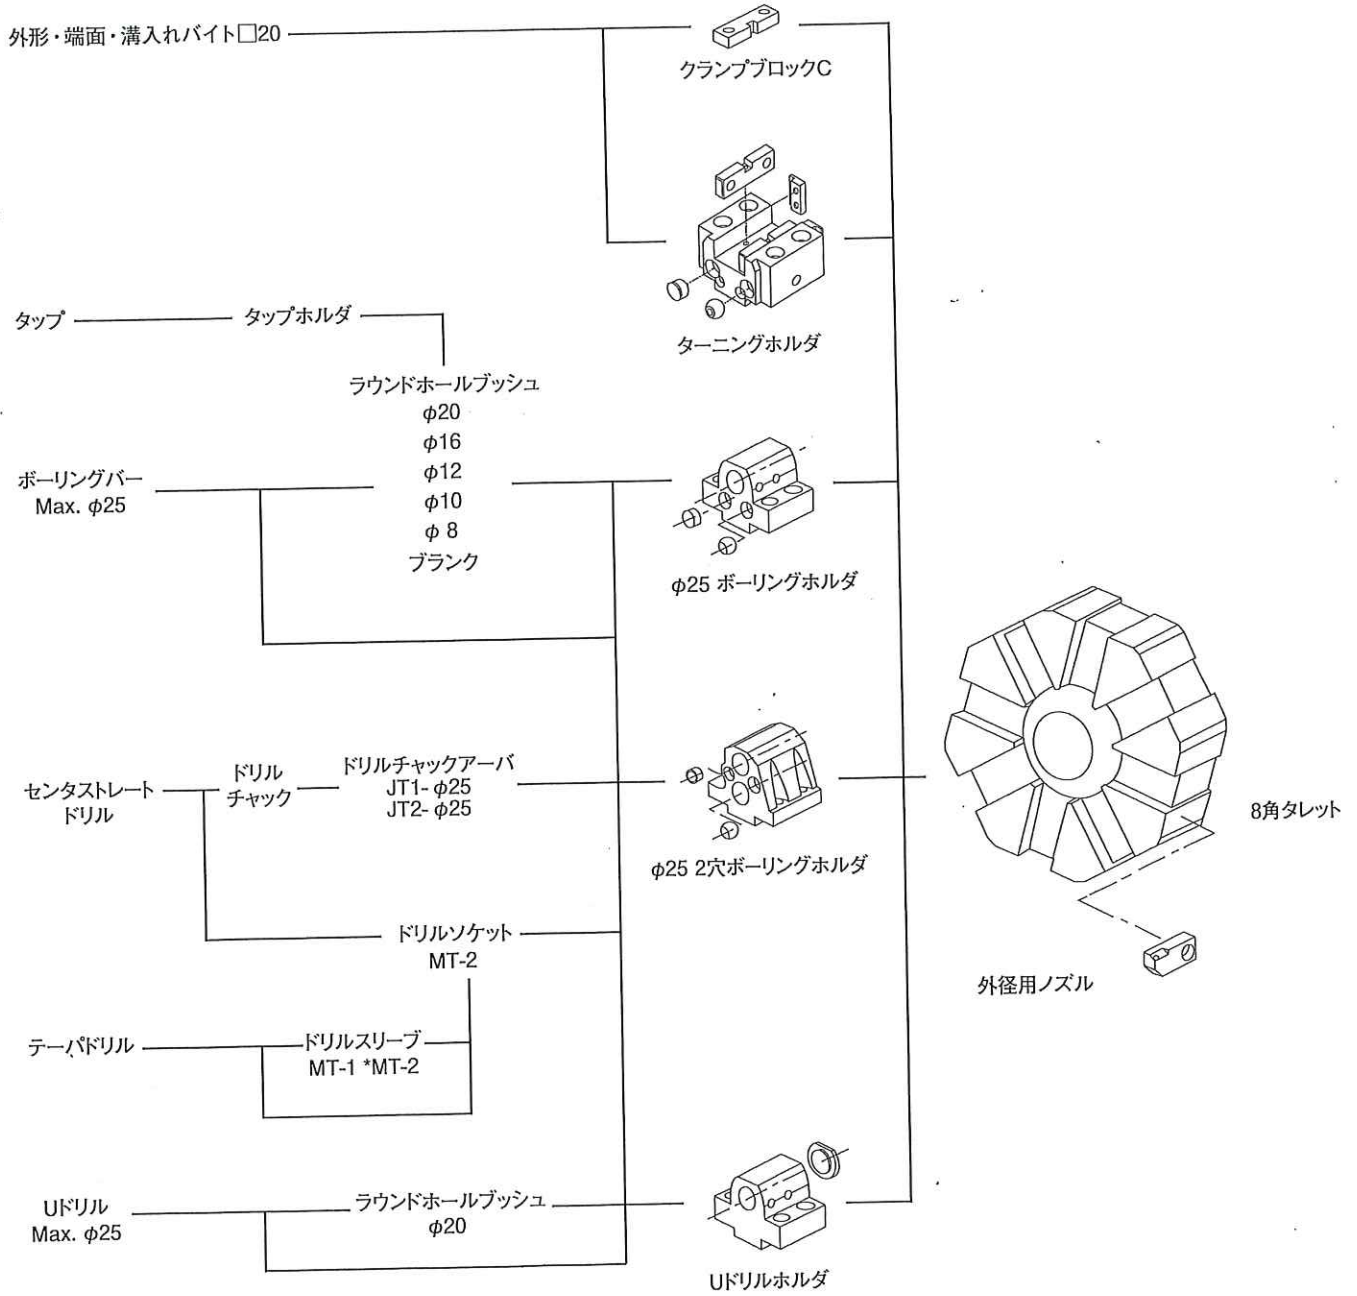 外形・端面・溝入れバイト□20
クランプブロックC
ターニングホルダ
タップ
タップホルダ
ラウンドホールブッシュ
φ20
φ16
φ12
φ10
φ 8
ブランク
ボーリングバー
Max. φ25
φ25 ボーリングホルダ
センタストレート
ドリル
ドリル
チャック
ドリルチャックアーバ
JT1- φ25
JT2- φ25
φ25 2穴ボーリングホルダ
8角タレット
ドリルソケット
MT-2
外径用ノズル
テーパドリル
ドリルスリーブ
MT-1 *MT-2
Uドリル
Max. φ25
ラウンドホールブッシュ
φ20
Uドリルホルダ